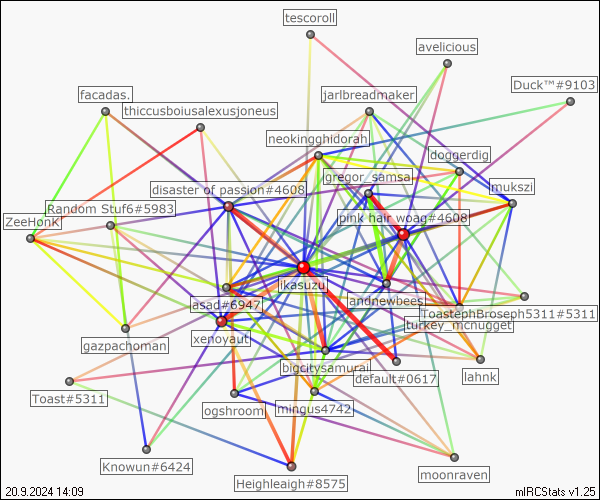 tescoroll
avelicious
Duck™#9103
facadas.
jarlbreadmaker
thiccusboiusalexusjoneus
neokingghidorah
doggerdig
gregor_samsa
disaster of passion#4608
mukszi
Random Stuf6#5983
pink hair woag#4608
ZeeHonK
ikasuzu
andnewbees
asad#6947
ToastephBroseph5311#5311
turkey_mcnugget
xenoyaut
gazpachoman
bigcitysamurai
default#0617
lahnk
Toast#5311
ogshroom
mingus4742
Knowun#6424
moonraven
Heighleaigh#8575
20.9.2024 14:09
mIRCStats v1.25